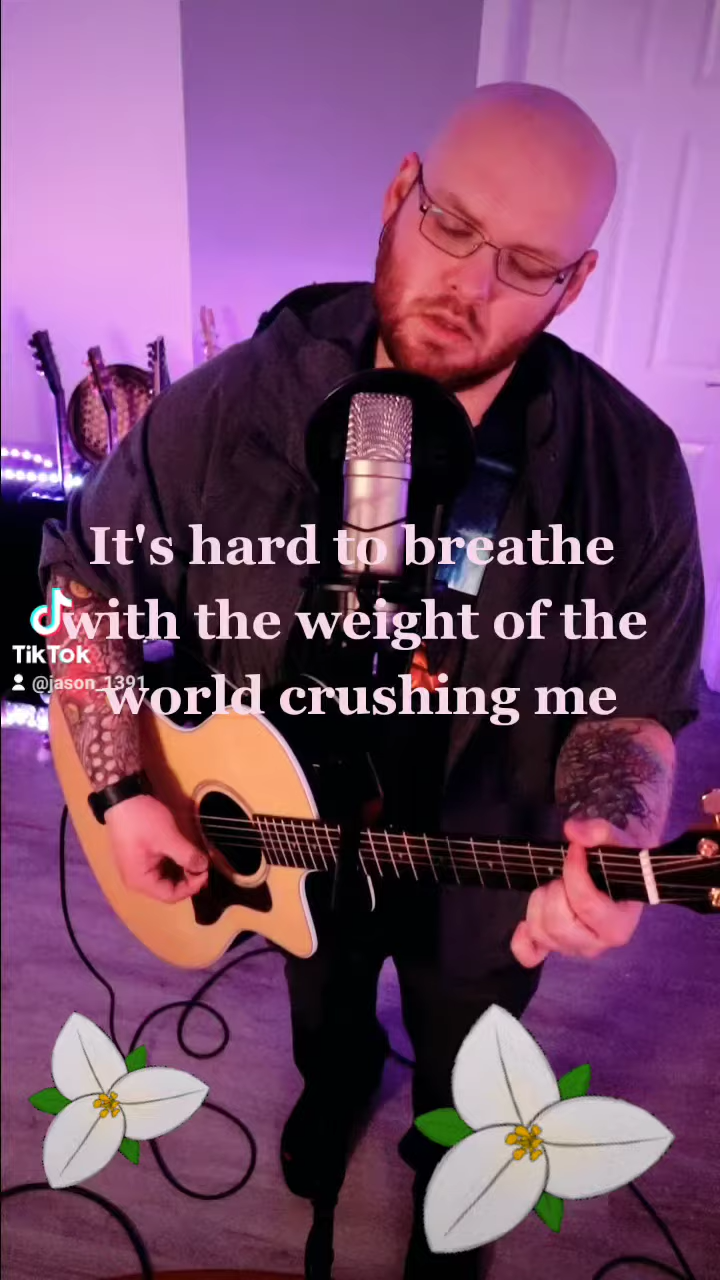 It's hard to breathe
with the weight of the
world crushing me
TikTok
@jason_1391